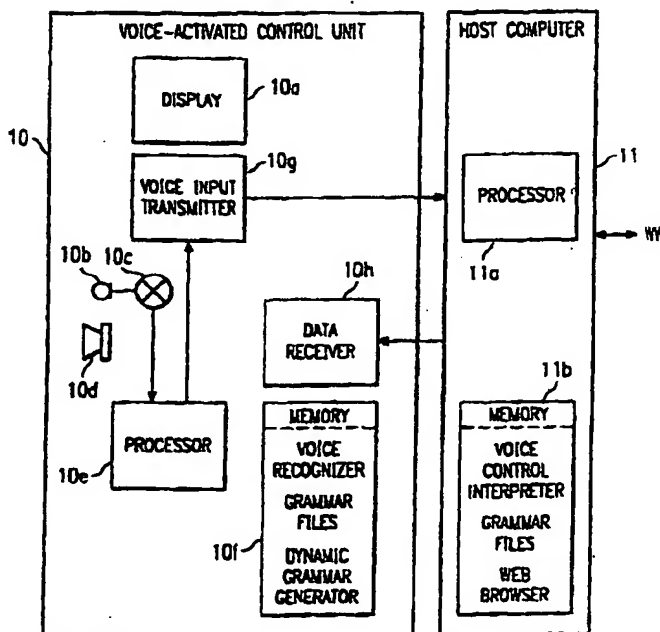 VOICE-ACTIVATED CONTROL UNIT
HOST COMPUTER
DISPLAY
10a
10
10g
VOICE INPUT
TRANSMITTER
11
PROCESSOR
11a
10b
10c
10d
10h
DATA
RECEIVER
PROCESSOR
10e
MEMORY
VOICE
RECOGNIZER
GRAMMAR
FILES
DYNAMIC
GRAMMAR
GENERATOR
10f
11b
MEMORY
VOICE
CONTROL
INTERPRETER
GRAMMAR
FILES
WEB
BROWSER